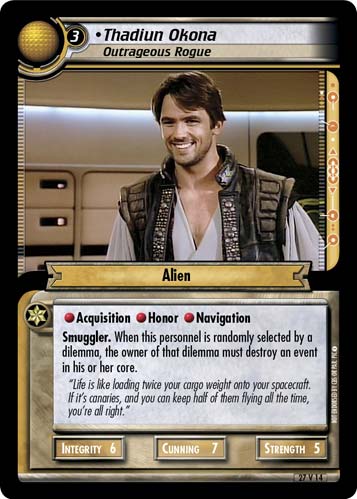 3 • Thadiun Okona
Outrageous Rogue
Alien
Acquisition Honor Navigation
Smuggler. When this personnel is randomly selected by a
dilemma, the owner of that dilemma must destroy an event
in his or her core.
"Life is like loading twice your cargo weight onto your spacecraft.
If it's canaries, and you can keep half of them flying all the time,
you're all right."
INTEGRITY 6 CUNNING 7 STRENGTH 5
27 V 14